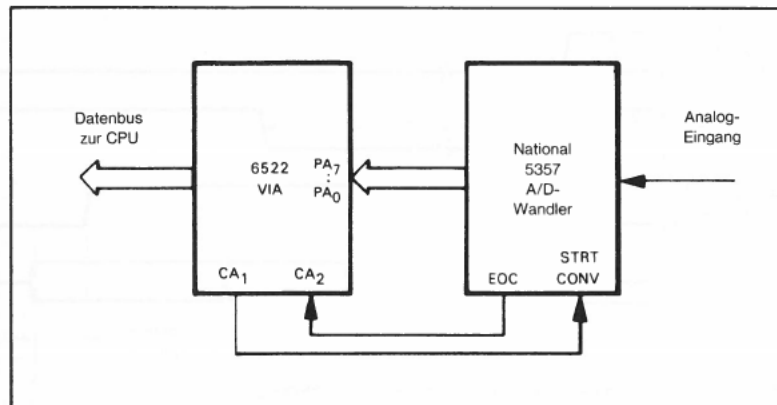 Datenbus
zur CPU
6522
VIA
PA7
:
PA0
CA1
CA2
National
5357
A/D-
Wandler
STRT
EOC
CONV
Analog-
Eingang